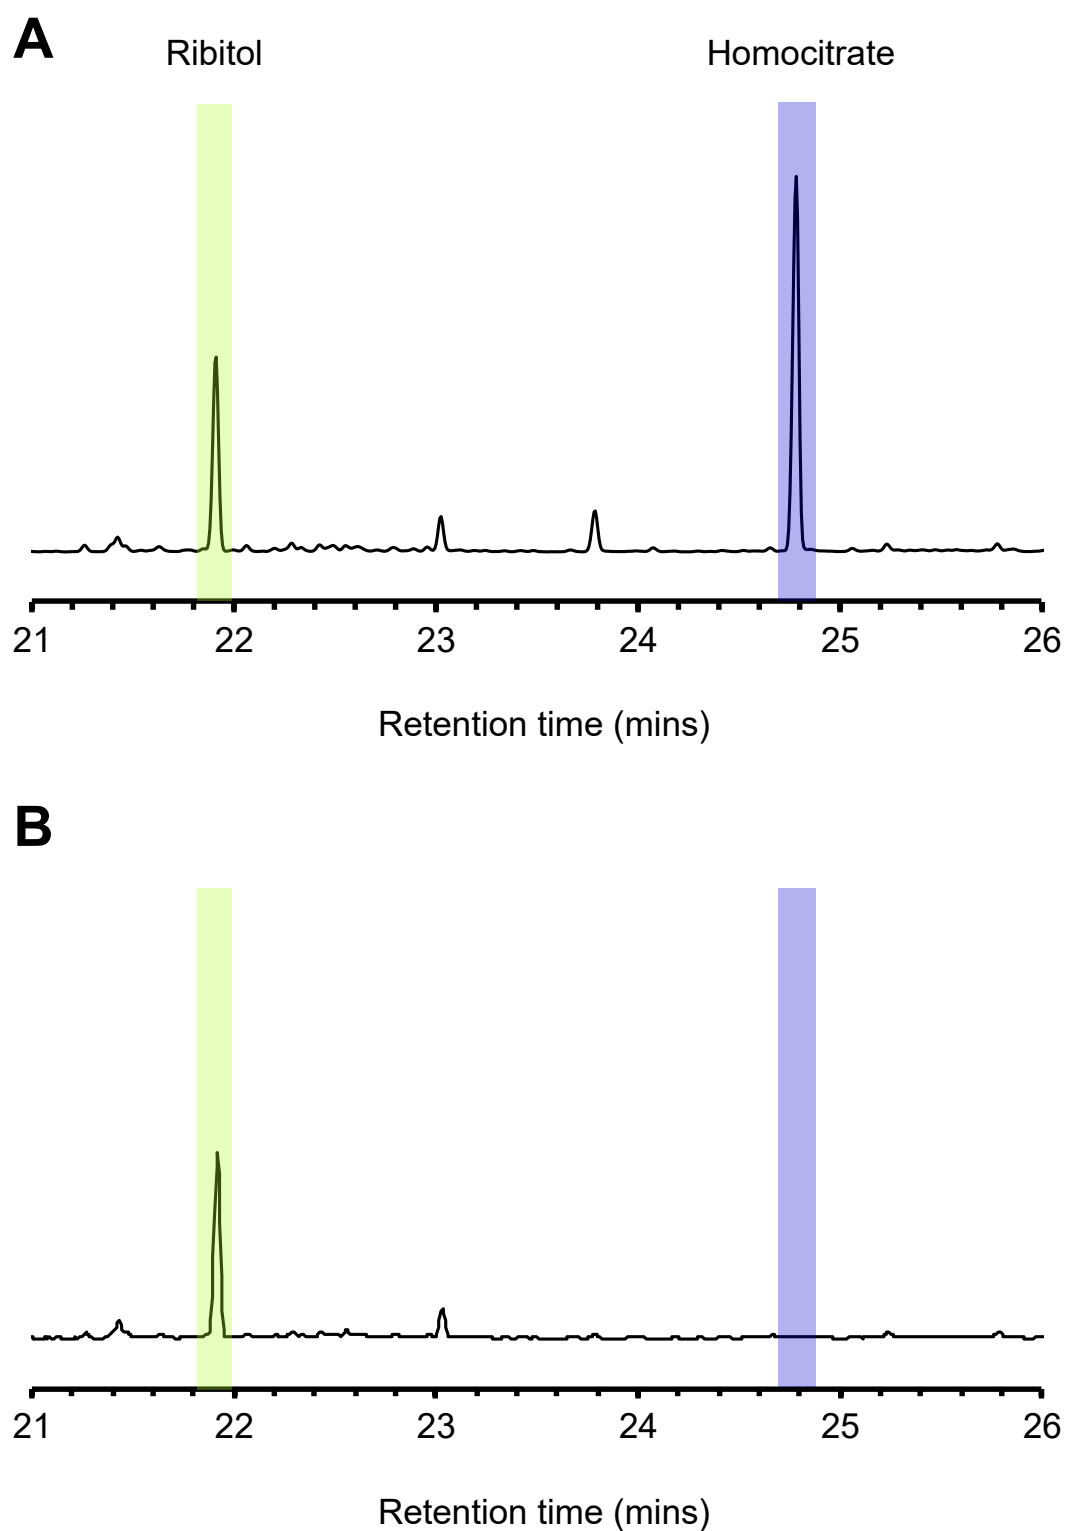 A
Ribitol Homocitrate
21 22 23 24 25 26
Retention time (mins)
B
21 22 23 24 25 26
Retention time (mins)